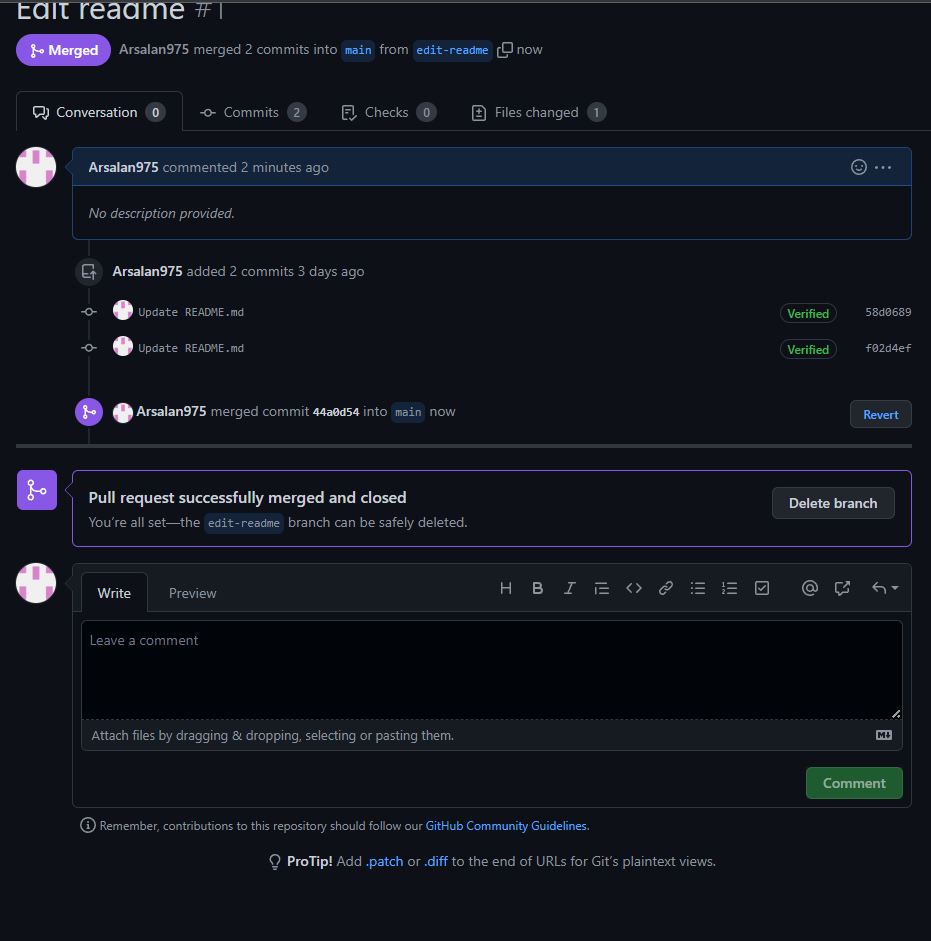 Edit readme #1
Merged Arsalan975 merged 2 commits into main from edit-readme now
Conversation 0 Commits 2 Checks 0 Files changed 1
Arsalan975 commented 2 minutes ago
No description provided.
Arsalan975 added 2 commits 3 days ago
Update README.md Verified 58d0689
Update README.md Verified f02d4ef
Arsalan975 merged commit 44a0d54 into main now Revert
Pull request successfully merged and closed
You're all set—the edit-readme branch can be safely deleted.
Delete branch
Write Preview
Leave a comment
Attach files by dragging & dropping, selecting or pasting them.
Comment
Remember, contributions to this repository should follow our GitHub Community Guidelines.
ProTip! Add .patch or .diff to the end of URLs for Git's plaintext views.